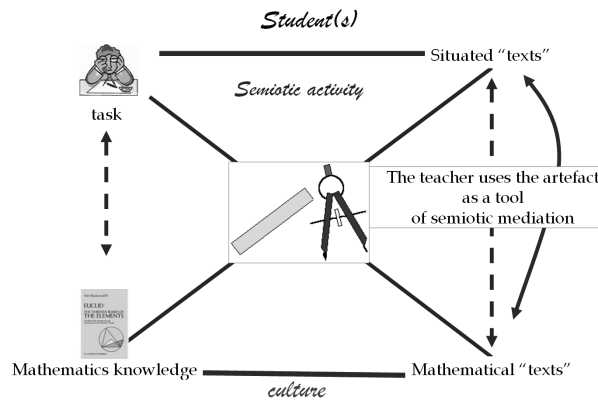 Student(s)
Situated “texts”
Semiotic activity
task
The teacher uses the artefact
as a tool
of semiotic mediation
EUCLID
THE ELEMENTS
Mathematics knowledge
Mathematical “texts”
culture